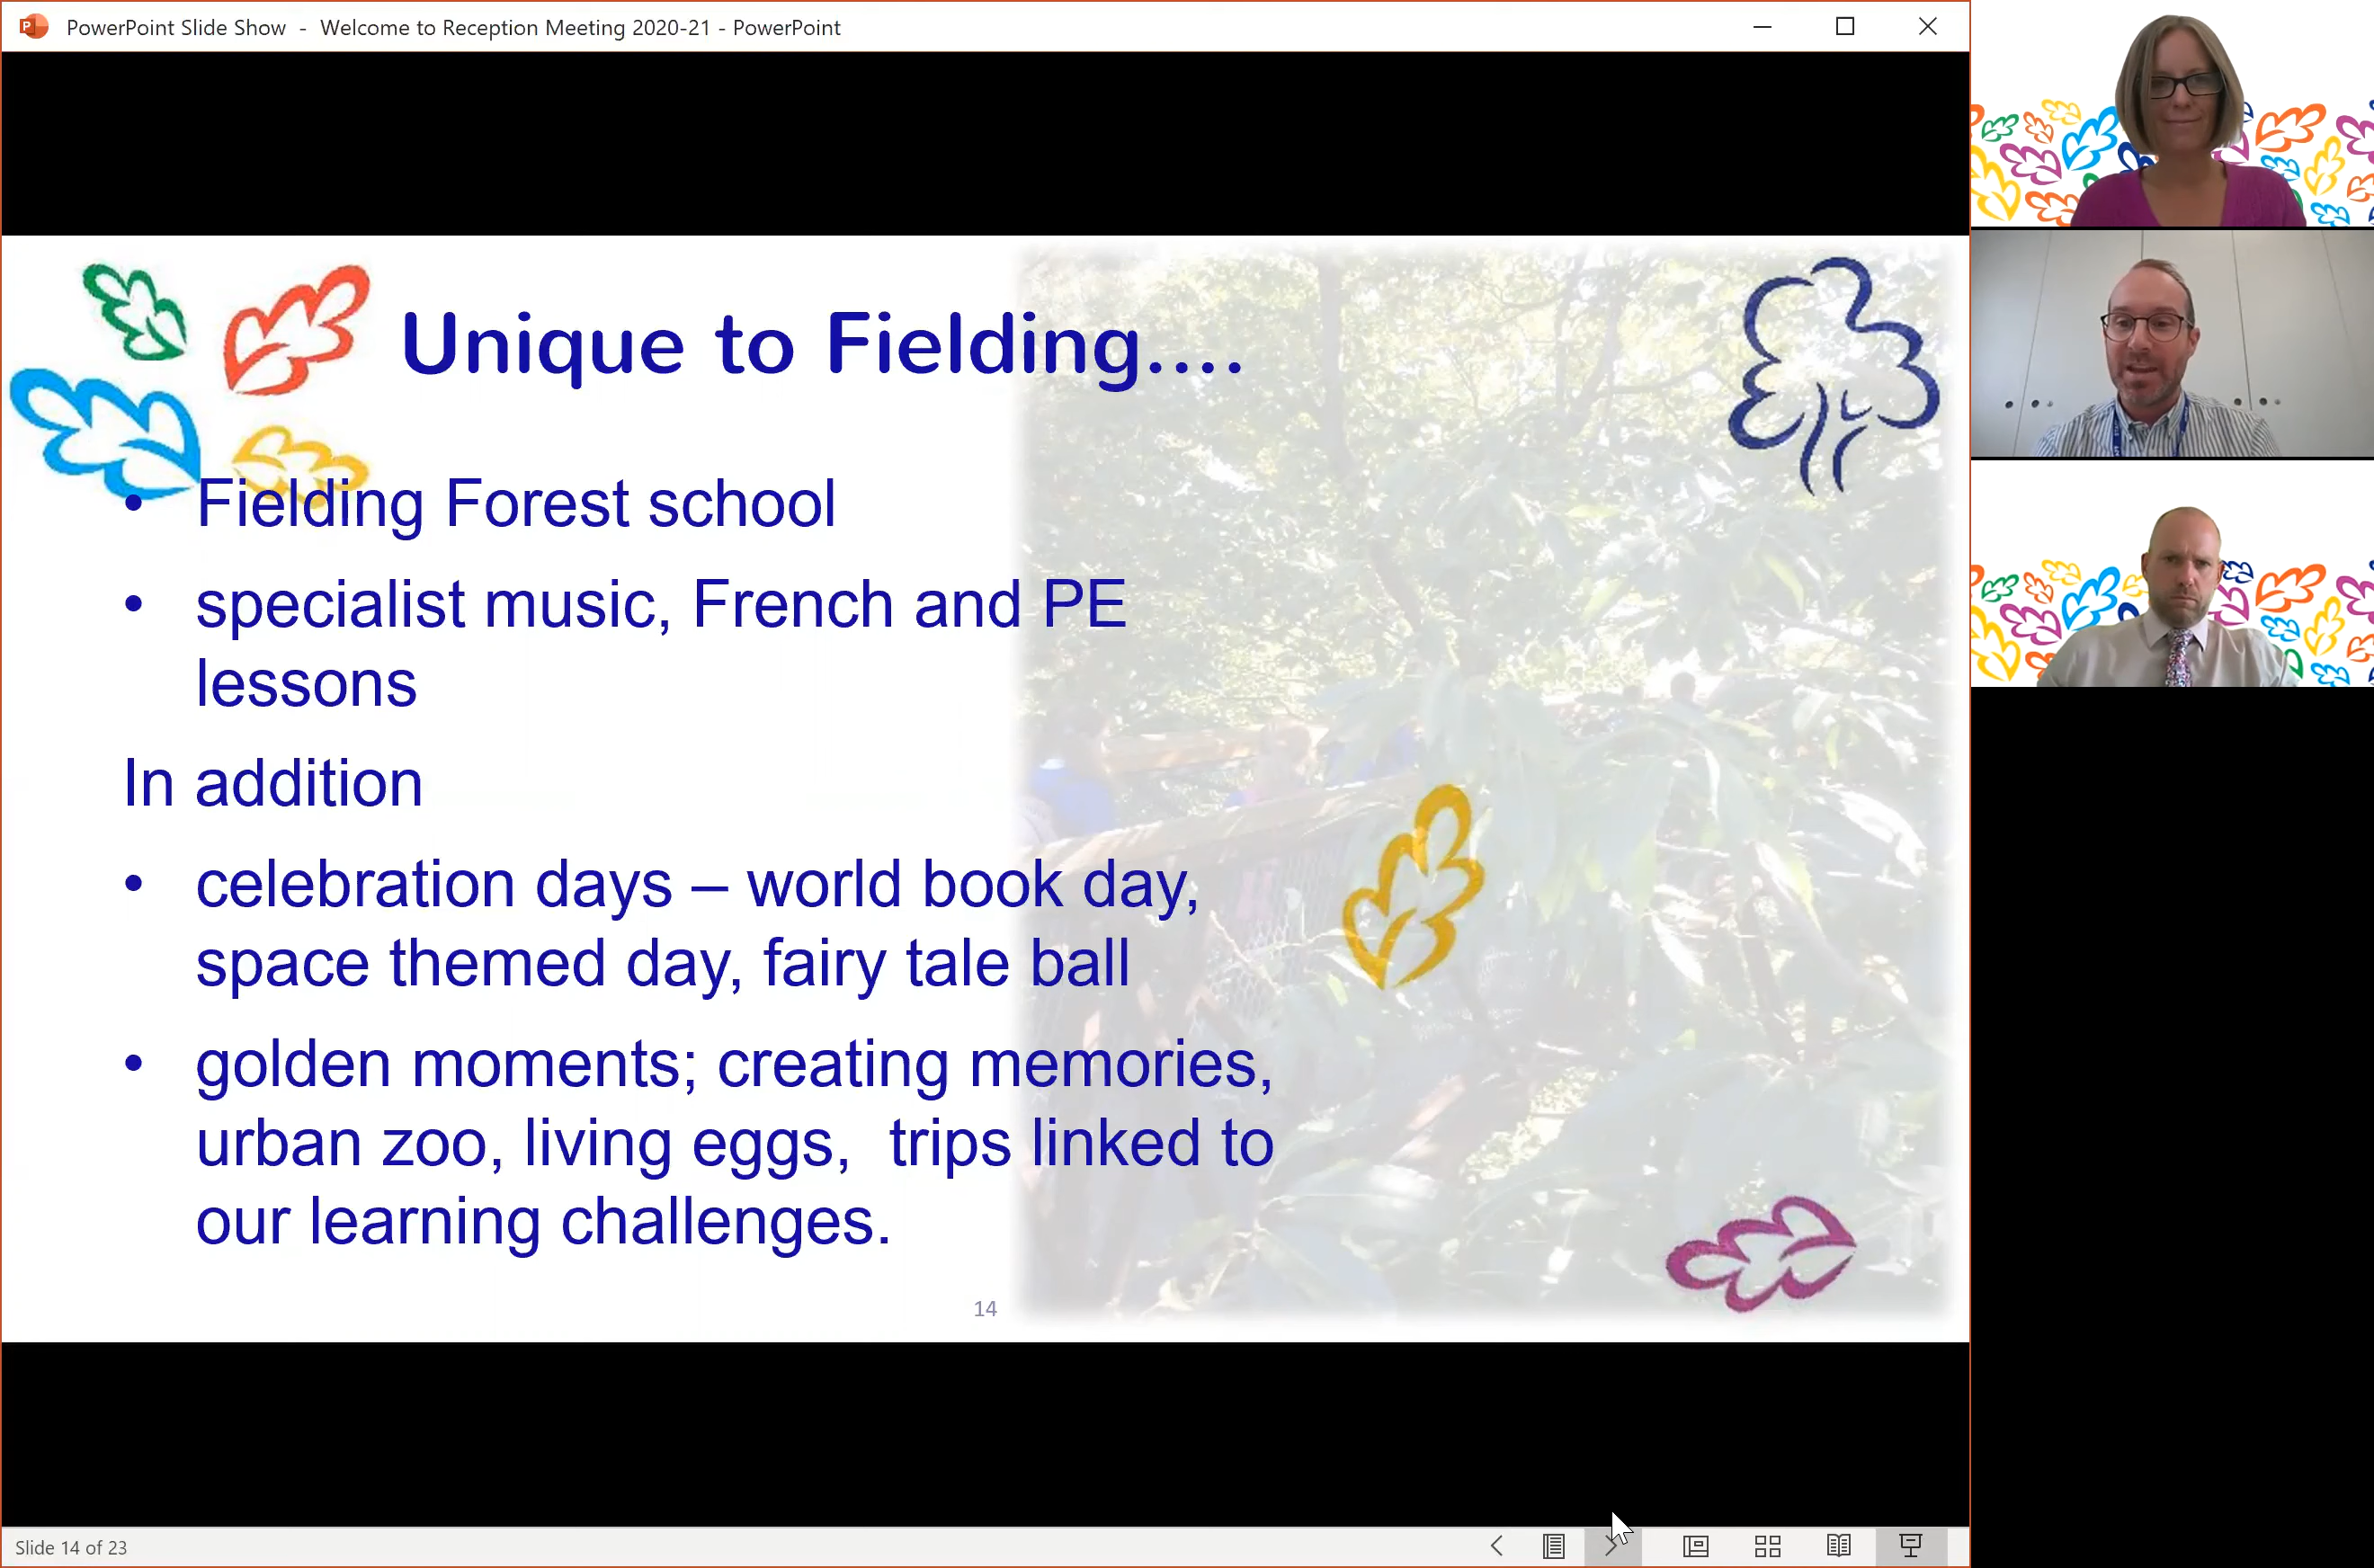 PowerPoint Slide Show - Welcome to Reception Meeting 2020-21 - PowerPoint
Unique to Fielding....
• Fielding Forest school
• specialist music, French and PE
lessons
In addition
• celebration days – world book day,
space themed day, fairy tale ball
• golden moments; creating memories,
urban zoo, living eggs,  trips linked to
our learning challenges.
14
Slide 14 of 23